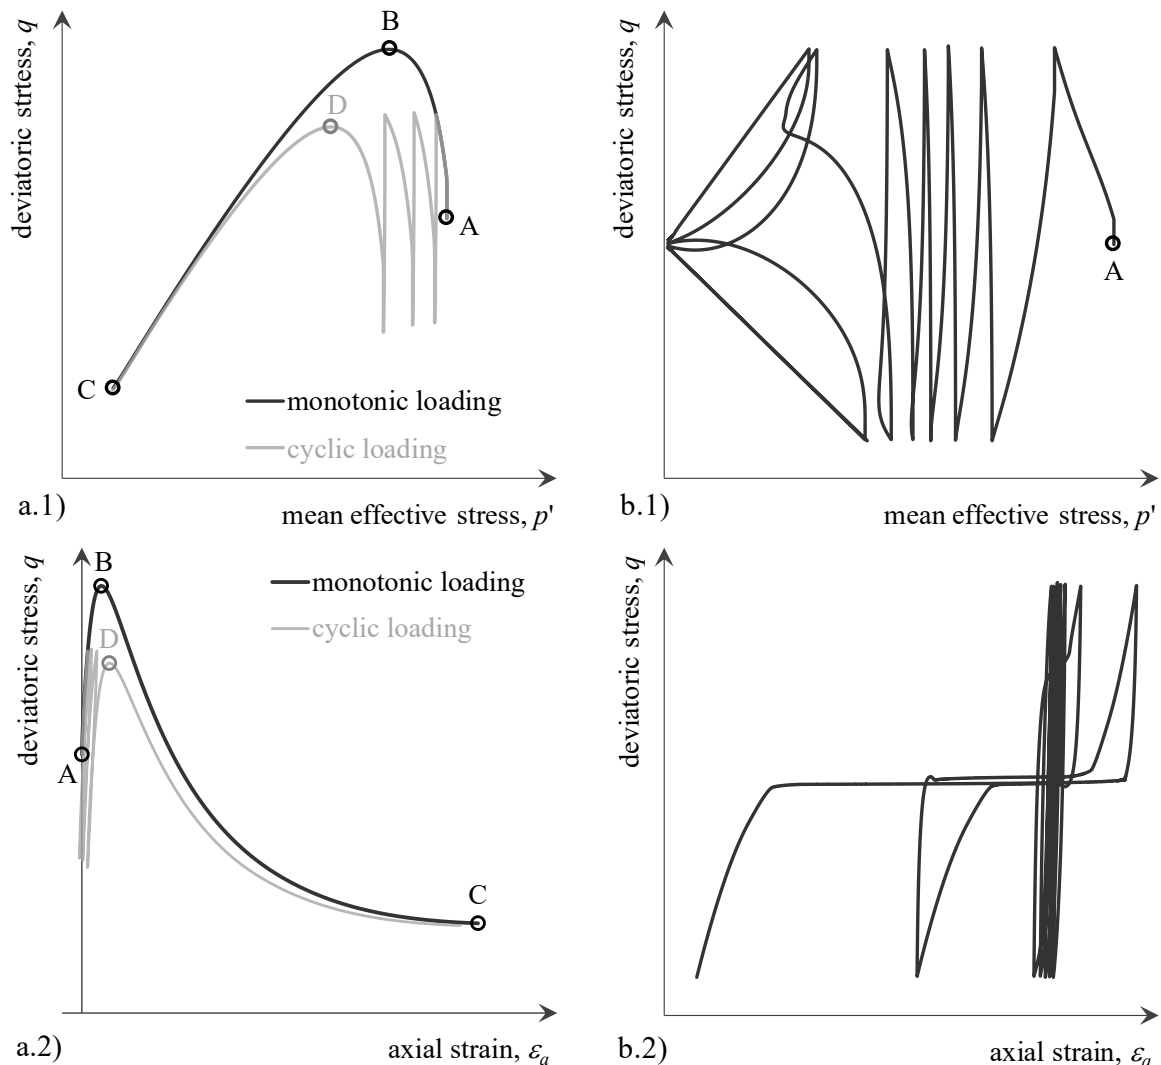 deviatoric strtess, q
B
D
A
C
monotonic loading
cyclic loading
a.1)
mean effective stress, p'
deviatoric strtess, q
A
b.1)
mean effective stress, p'
deviatoric stress, q
B
D
A
C
monotonic loading
cyclic loading
a.2)
axial strain, εa
deviatoric stress, q
b.2)
axial strain, εa